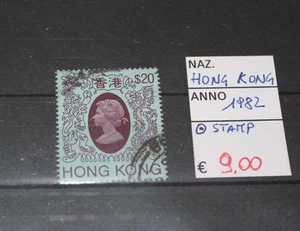 香港 $20
HONG KONG
NAZ.
HONG KONG
ANNO
1982
STAMP
€ 9.00